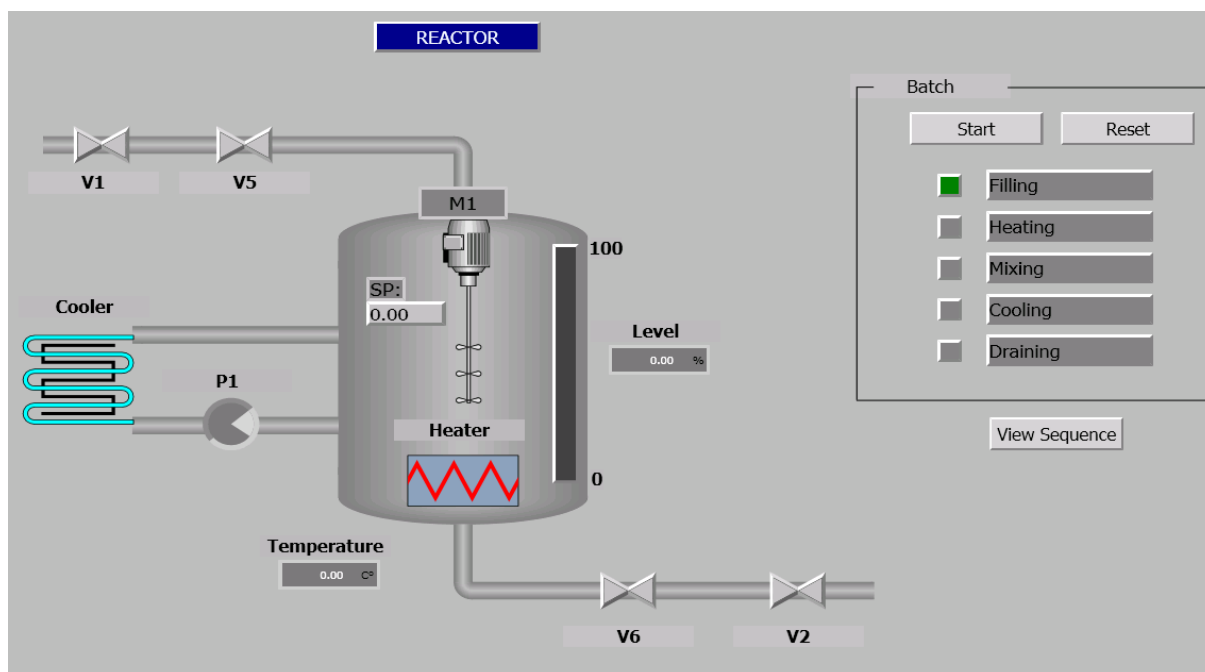 REACTOR
Batch
Start Reset
V1 V5
Filling
M1
Heating
100
Mixing
SP:
0.00
Cooler
Cooling
Level
0.00 %
Draining
P1
Heater
View Sequence
0
Temperature
0.00 Cº
V6 V2